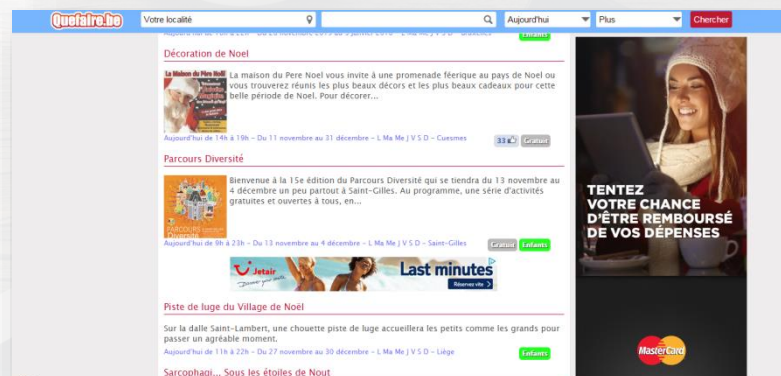 Quefaire.be
Votre localité
Aujourd'hui
Plus
Chercher
Enfants
Décoration de Noel
La Maison du Père Noël
La maison du Pere Noel vous invite à une promenade féerique au pays de Noel ou
vous trouverez réunis les plus beaux décors et les plus beaux cadeaux pour cette
belle période de Noel. Pour décorer...
Aujourd'hui de 14h à 19h - Du 11 novembre au 31 décembre - L Ma Me J V S D - Cuesmes
33
Gratuit
Parcours Diversité
Bienvenue à la 15e édition du Parcours Diversité qui se tiendra du 13 novembre au
4 décembre un peu partout à Saint-Gilles. Au programme, une série d'activités
gratuites et ouvertes à tous, en...
PARCOURS
Diversité
Aujourd'hui de 9h à 23h - Du 13 novembre au 4 décembre - L Ma Me J V S D - Saint-Gilles
Gratuit
Enfants
Jetair
Last minutes
Réservez vite >
Piste de luge du Village de Noël
Sur la dalle Saint-Lambert, une chouette piste de luge accueillera les petits comme les grands pour
passer un agréable moment.
Aujourd'hui de 11h à 22h - Du 27 novembre au 30 décembre - L Ma Me J V S D - Liège
Enfants
Sarcophagi... Sous les étoiles de Nout
TENTEZ
VOTRE CHANCE
D'ÊTRE REMBOURSÉ
DE VOS DÉPENSES
MasterCard